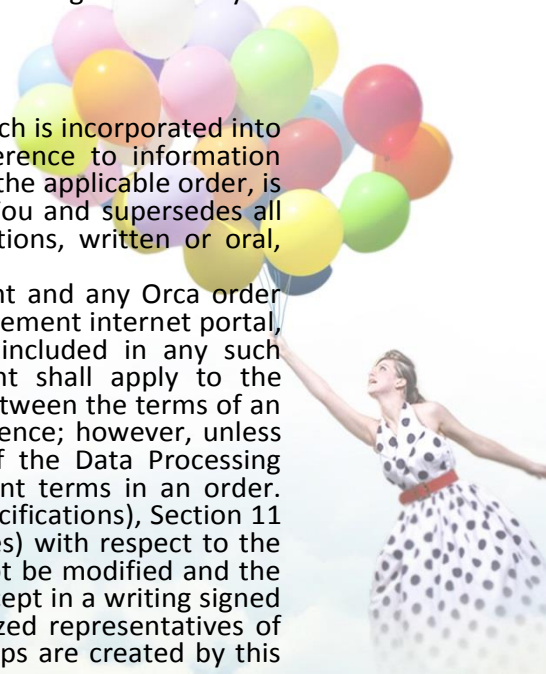 ch is incorporated into
erence to information
the applicable order, is
You and supersedes all
tions, written or oral,
nt and any Orca order
ement internet portal,
included in any such
nt shall apply to the
tween the terms of an
ence; however, unless
f the Data Processing
nt terms in an order.
cifications), Section 11
es) with respect to the
ot be modified and the
cept in a writing signed
zed representatives of
ps are created by this